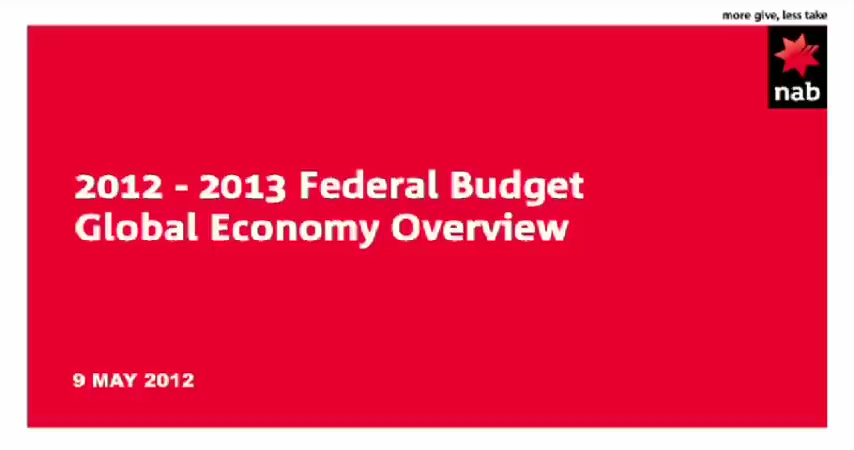 more give, less take
nab
2012 - 2013 Federal Budget
Global Economy Overview
9 MAY 2012